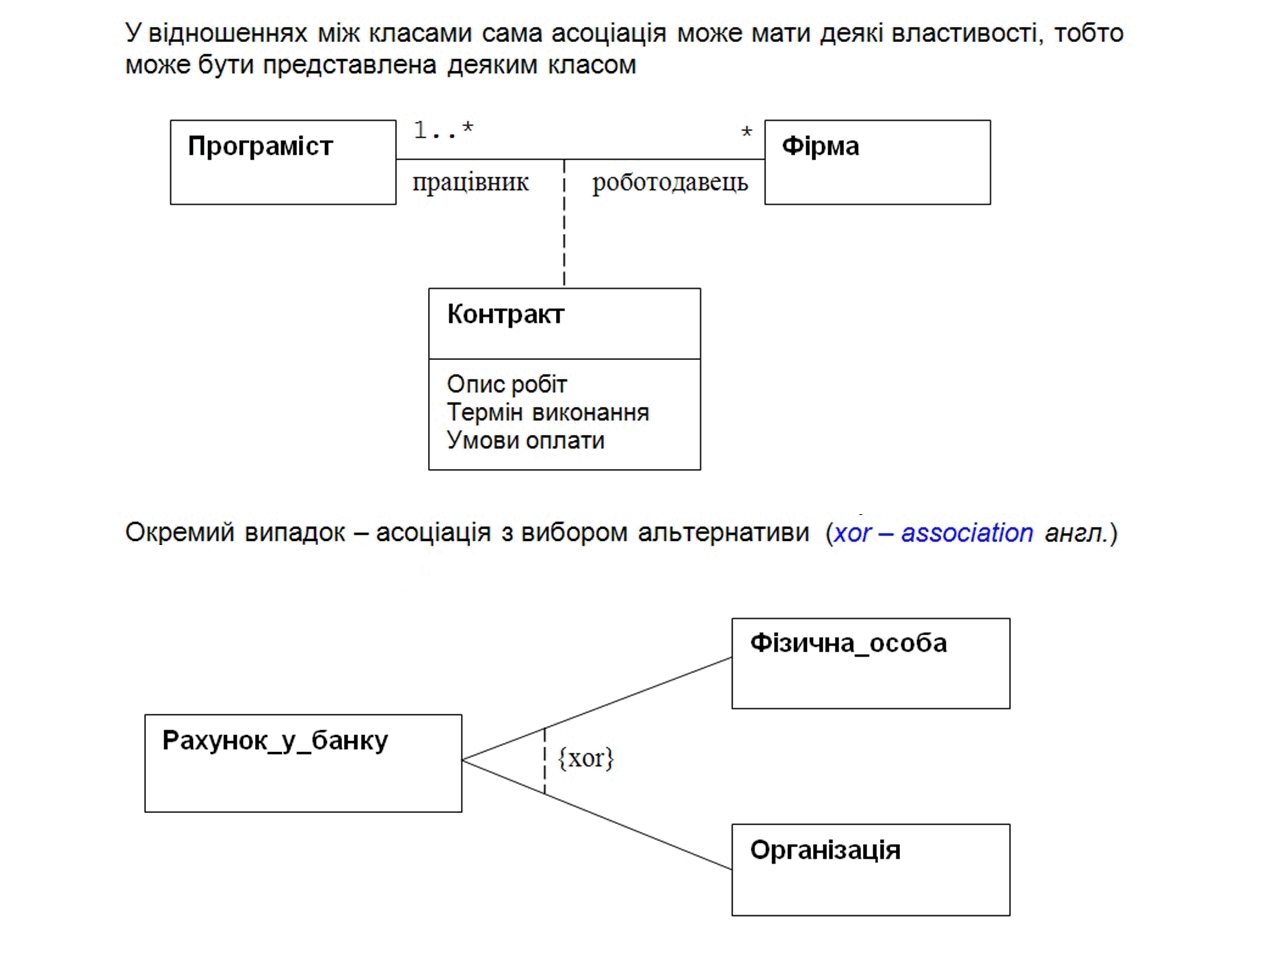 У відношеннях між класами сама асоціація може мати деякі властивості, тобто
може бути представлена деяким класом
Програміст
1..*
*
Фірма
працівник
роботодавець
Контракт
Опис робіт
Термін виконання
Умови оплати
Окремий випадок – асоціація з вибором альтернативи (xor – association англ.)
Фізична_особа
Рахунок_у_банку
{xor}
Організація